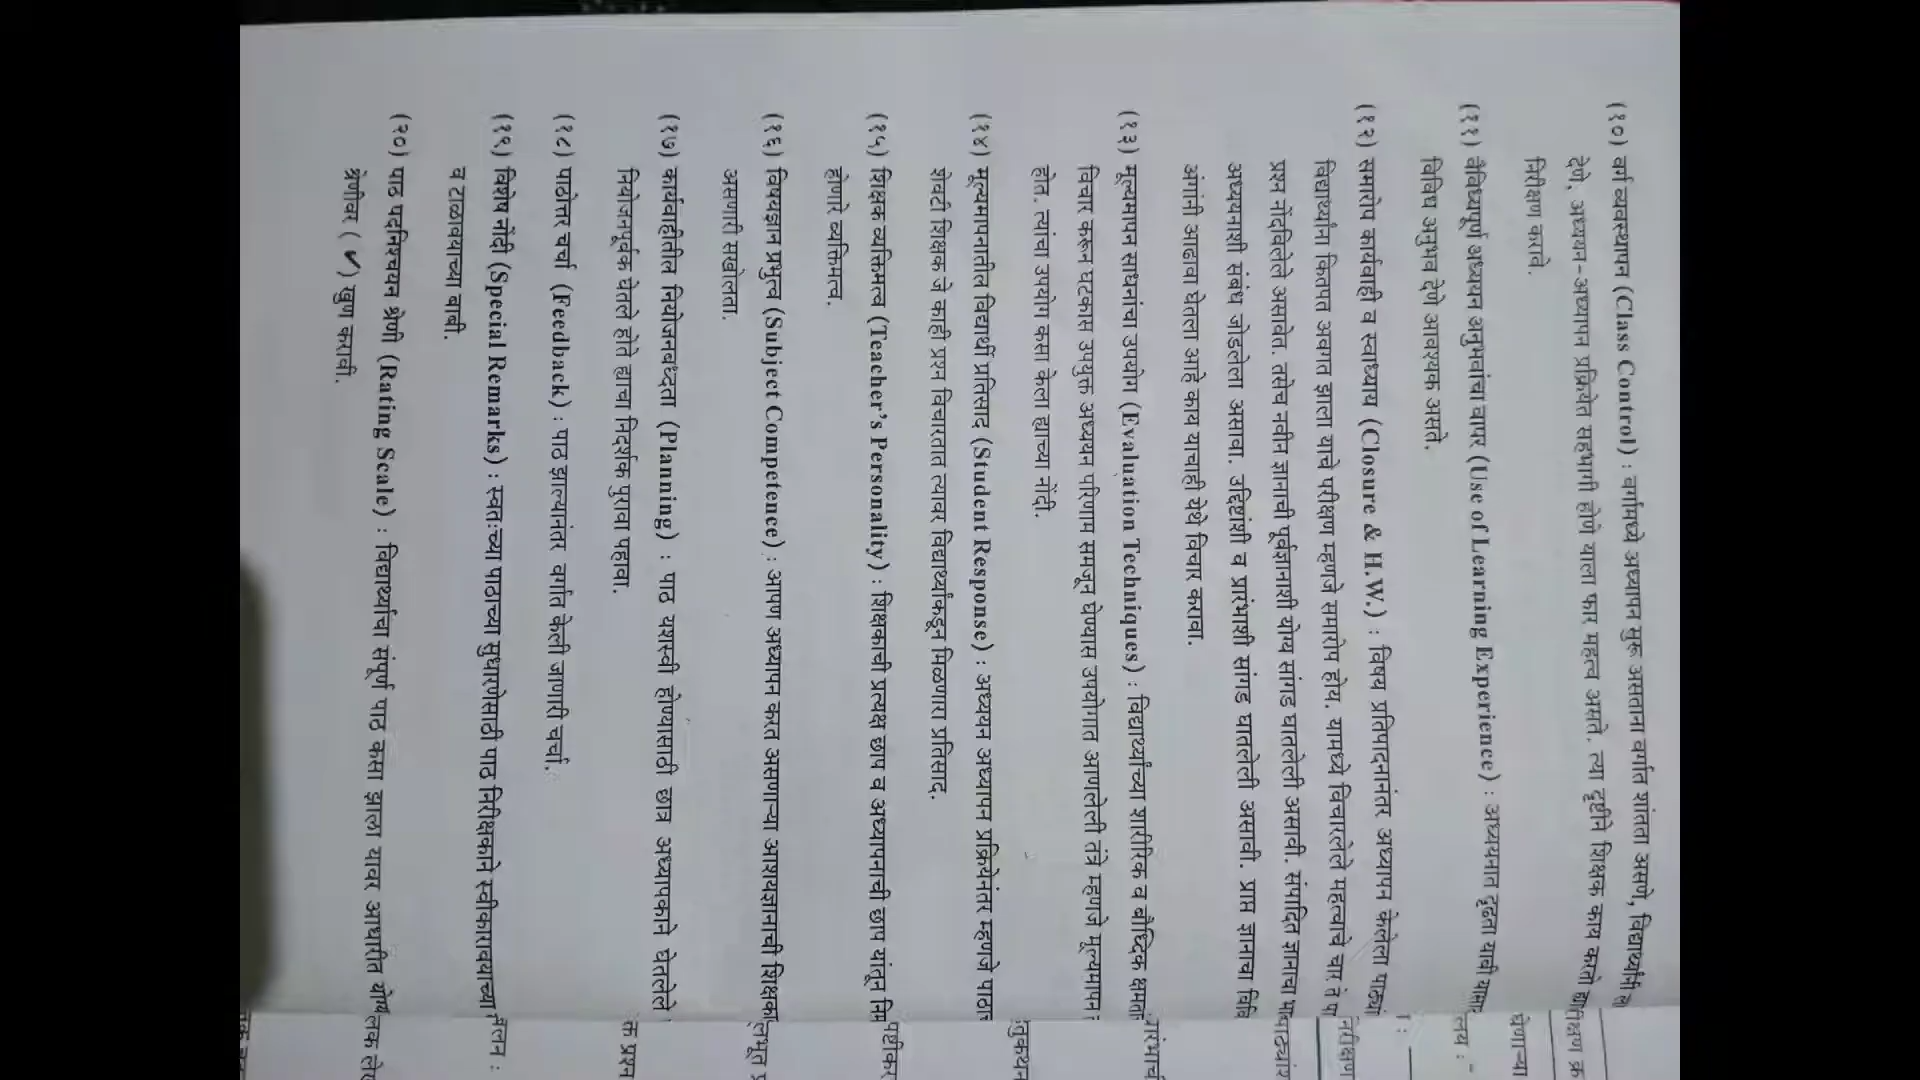 (१०) वर्ग व्यवस्थापन (Class Control) : वर्गामध्ये अध्यापन सुरू असताना वर्गात शांतता असणे, विद्यार्थ्यांनी
देणे, अध्ययन-अध्यापन प्रक्रियेत सहभागी होणे याला फार महत्त्व असते. त्या दृष्टीने शिक्षक काय करतो
निरीक्षण करावे.
(११) वैविध्यपूर्ण अध्ययन अनुभवांचा वापर (Use of Learning Experience) : अध्ययनात दृढता यावी
विविध अनुभव देणे आवश्यक असते.
(१२) समारोप कार्यवाही व स्वाध्याय (Closure & H.W.) : विषय प्रतिपादनानंतर अध्यापन केलेला
विद्यार्थ्यांना कितपत अवगत झाला याचे परीक्षण म्हणजे समारोप होय. यामध्ये विचारलेले महत्वाचे चार ते
प्रश्न नोंदविलेले असावेत. तसेच नवीन ज्ञानाची पूर्वज्ञानाशी योग्य सांगड घातलेली असावी. संपादित ज्ञानाचा
अध्ययनाशी संबंध जोडलेला असावा. उद्दिष्टांशी व प्रारंभाशी सांगड घातलेली असावी. प्राप्त ज्ञानाचा
अंगांनी आढावा घेतला आहे काय याचाही येथे विचार करावा.
(१३) मूल्यमापन साधनांचा उपयोग (Evaluation Techniques) : विद्यार्थ्यांच्या शारीरिक व बौध्दिक
विचार करून घटकास उपयुक्त अध्ययन परिणाम समजून घेण्यास उपयोगात आणलेली तंत्रे म्हणजे मूल्यमापन
होत. त्यांचा उपयोग कसा केला ह्याच्या नोंदी.
(१४) मूल्यमापनातील विद्यार्थी प्रतिसाद (Student Response) : अध्ययन अध्यापन प्रक्रियेनंतर म्हणजे
शेवटी शिक्षक जे काही प्रश्न विचारतात त्यावर विद्यार्थ्यांकडून मिळणारा प्रतिसाद.
(१५) शिक्षक व्यक्तिमत्व (Teacher's Personality) : शिक्षकाची प्रत्यक्ष छाप व अध्यापनाची छाप यांतून
होणारे व्यक्तिमत्व.
(१६) विषयज्ञान प्रभुत्व (Subject Competence) : आपण अध्यापन करत असणाऱ्या आशयज्ञानाची
असणारी सखोलता.
(१७) कार्यवाहीतील नियोजनबध्दता (Planning) : पाठ यशस्वी होण्यासाठी छात्र अध्यापकाने घेतलेले
नियोजनपूर्वक घेतले होते ह्याचा निदर्शक पुरावा पहावा.
(१८) पाठोत्तर चर्चा (Feedback) : पाठ झाल्यानंतर वर्गात केली जाणारी चर्चा.
(१९) विशेष नोंदी (Special Remarks) : स्वतःच्या पाठाच्या सुधारणेसाठी पाठ निरीक्षकाने स्वीकारावयाच्या
व टाळावयाच्या बाबी.
(२०) पाठ पदनिश्चयन श्रेणी (Rating Scale) : विद्यार्थ्यांचा संपूर्ण पाठ कसा झाला यावर आधारीत योग्य
श्रेणीवर ( ✓ ) खुण करावी.